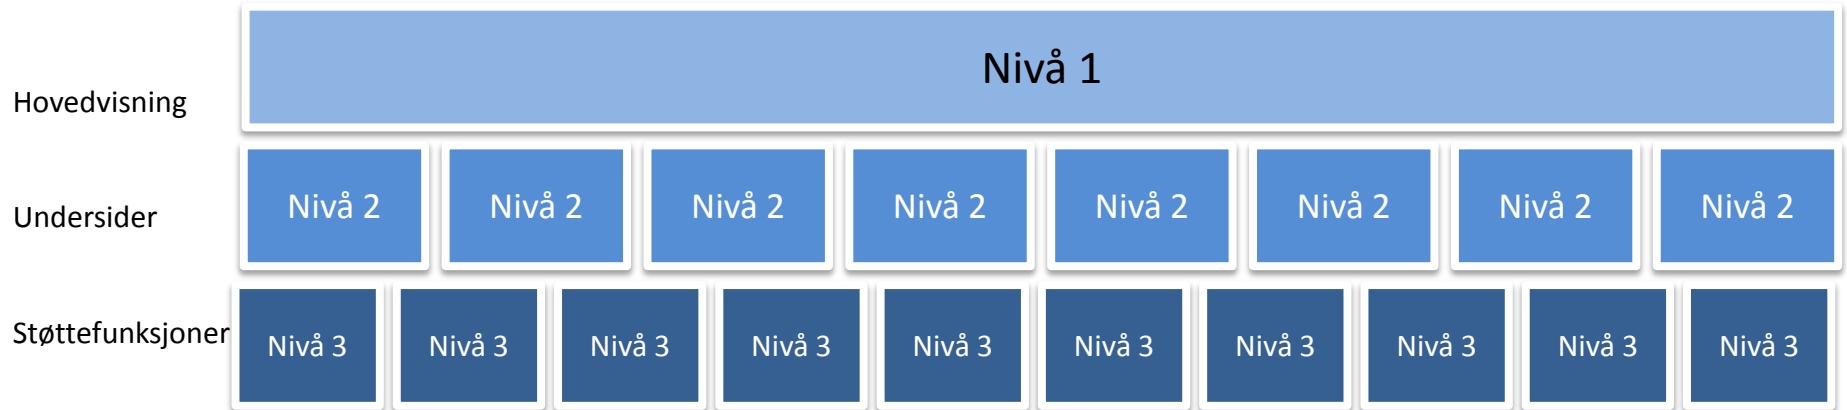 Nivå 1
Hovedvisning
Undersider
Nivå 2 Nivå 2 Nivå 2 Nivå 2 Nivå 2 Nivå 2 Nivå 2 Nivå 2
Støttefunksjoner
Nivå 3 Nivå 3 Nivå 3 Nivå 3 Nivå 3 Nivå 3 Nivå 3 Nivå 3 Nivå 3 Nivå 3